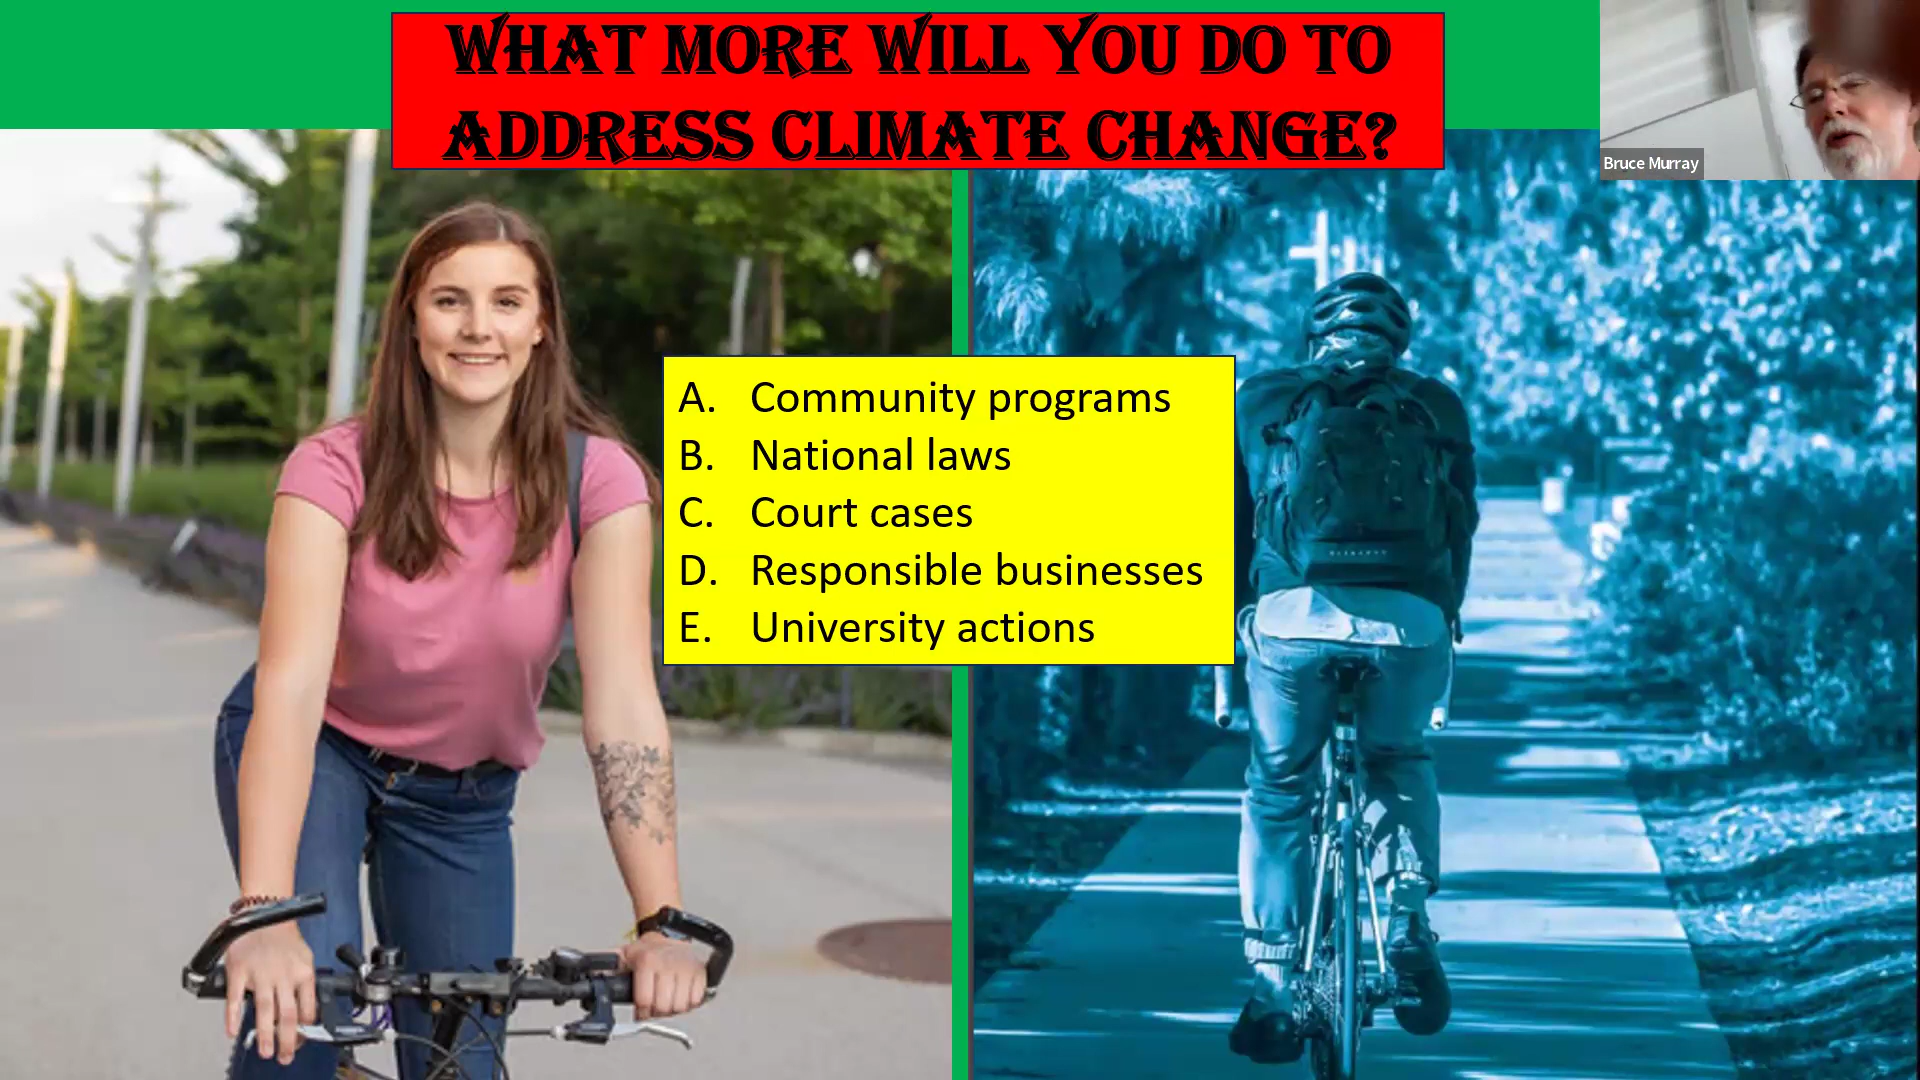 WHAT MORE WILL YOU DO TO
ADDRESS CLIMATE CHANGE?
Bruce Murray
A. Community programs
B. National laws
C. Court cases
D. Responsible businesses
E. University actions